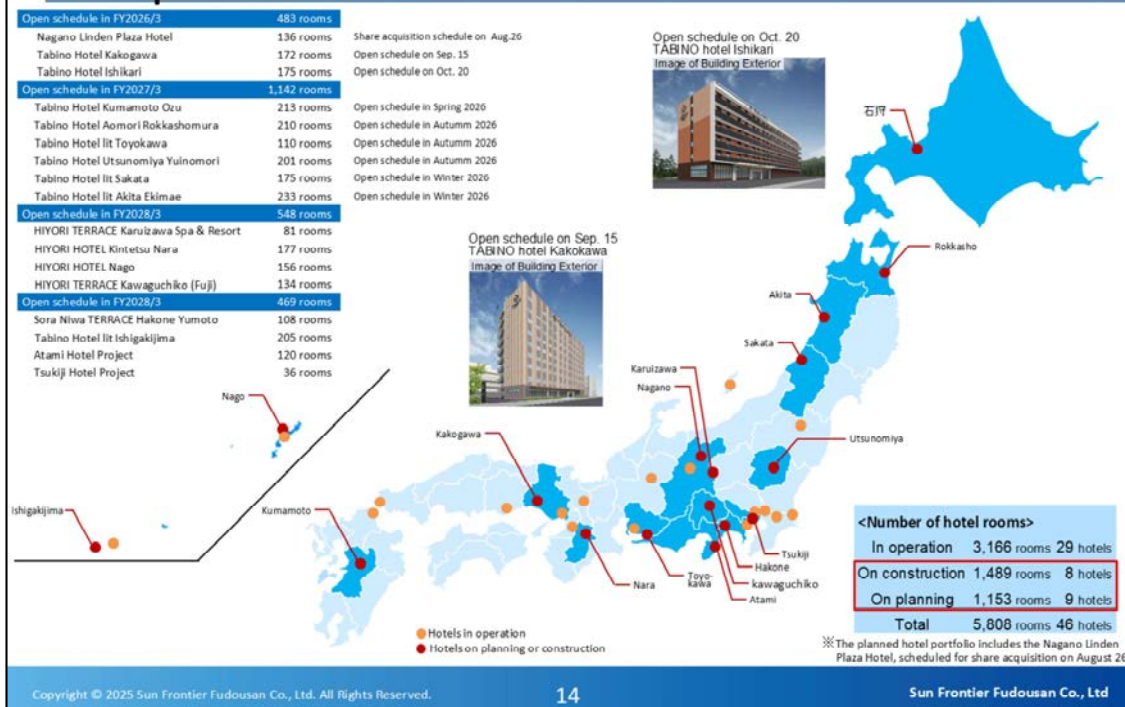 Open schedule in FY2026/3 483 rooms
Nagano Linden Plaza Hotel 136 rooms Share acquisition schedule on Aug.26
Tabino Hotel Kakogawa 172 rooms Open schedule on Sep. 15
Tabino Hotel Ishikari 175 rooms Open schedule on Oct. 20
Open schedule in FY2027/3 1,142 rooms
Tabino Hotel Kumamoto Ozu 213 rooms Open schedule in Spring 2026
Tabino Hotel Aomori Rokkashomura 210 rooms Open schedule in Autumm 2026
Tabino Hotel lit Toyokawa 110 rooms Open schedule in Autumm 2026
Tabino Hotel Utsunomiya Yuinomori 201 rooms Open schedule in Autumm 2026
Tabino Hotel lit Sakata 175 rooms Open schedule in Winter 2026
Tabino Hotel lit Akita Ekimae 233 rooms Open schedule in Winter 2026
Open schedule in FY2028/3 548 rooms
HIYORI TERRACE Karuizawa Spa & Resort 81 rooms
HIYORI HOTEL Kintetsu Nara 177 rooms
HIYORI HOTEL Nago 156 rooms
HIYORI TERRACE Kawaguchiko (Fuji) 134 rooms
Open schedule in FY2028/3 469 rooms
Sora Niwa TERRACE Hakone Yumoto 108 rooms
Tabino Hotel lit Ishigakijima 205 rooms
Atami Hotel Project 120 rooms
Tsukiji Hotel Project 36 rooms
Open schedule on Oct. 20
TABINO hotel Ishikari
Image of Building Exterior
Open schedule on Sep. 15
TABINO hotel Kakokawa
Image of Building Exterior
石狩
Rokkasho
Akita
Sakata
Karuizawa
Nagano
Nago
Kakogawa
Utsunomiya
Ishigakijima
Kumamoto
Tsukiji
Hakone
Nara
Toyo-
kawa
kawaguchiko
Atami
Hotels in operation
Hotels on planning or construction
<Number of hotel rooms>
In operation 3,166 rooms 29 hotels
On construction 1,489 rooms 8 hotels
On planning 1,153 rooms 9 hotels
Total 5,808 rooms 46 hotels
※The planned hotel portfolio includes the Nagano Linden
Plaza Hotel, scheduled for share acquisition on August 26
Copyright © 2025 Sun Frontier Fudousan Co., Ltd. All Rights Reserved.
14
Sun Frontier Fudousan Co., Ltd